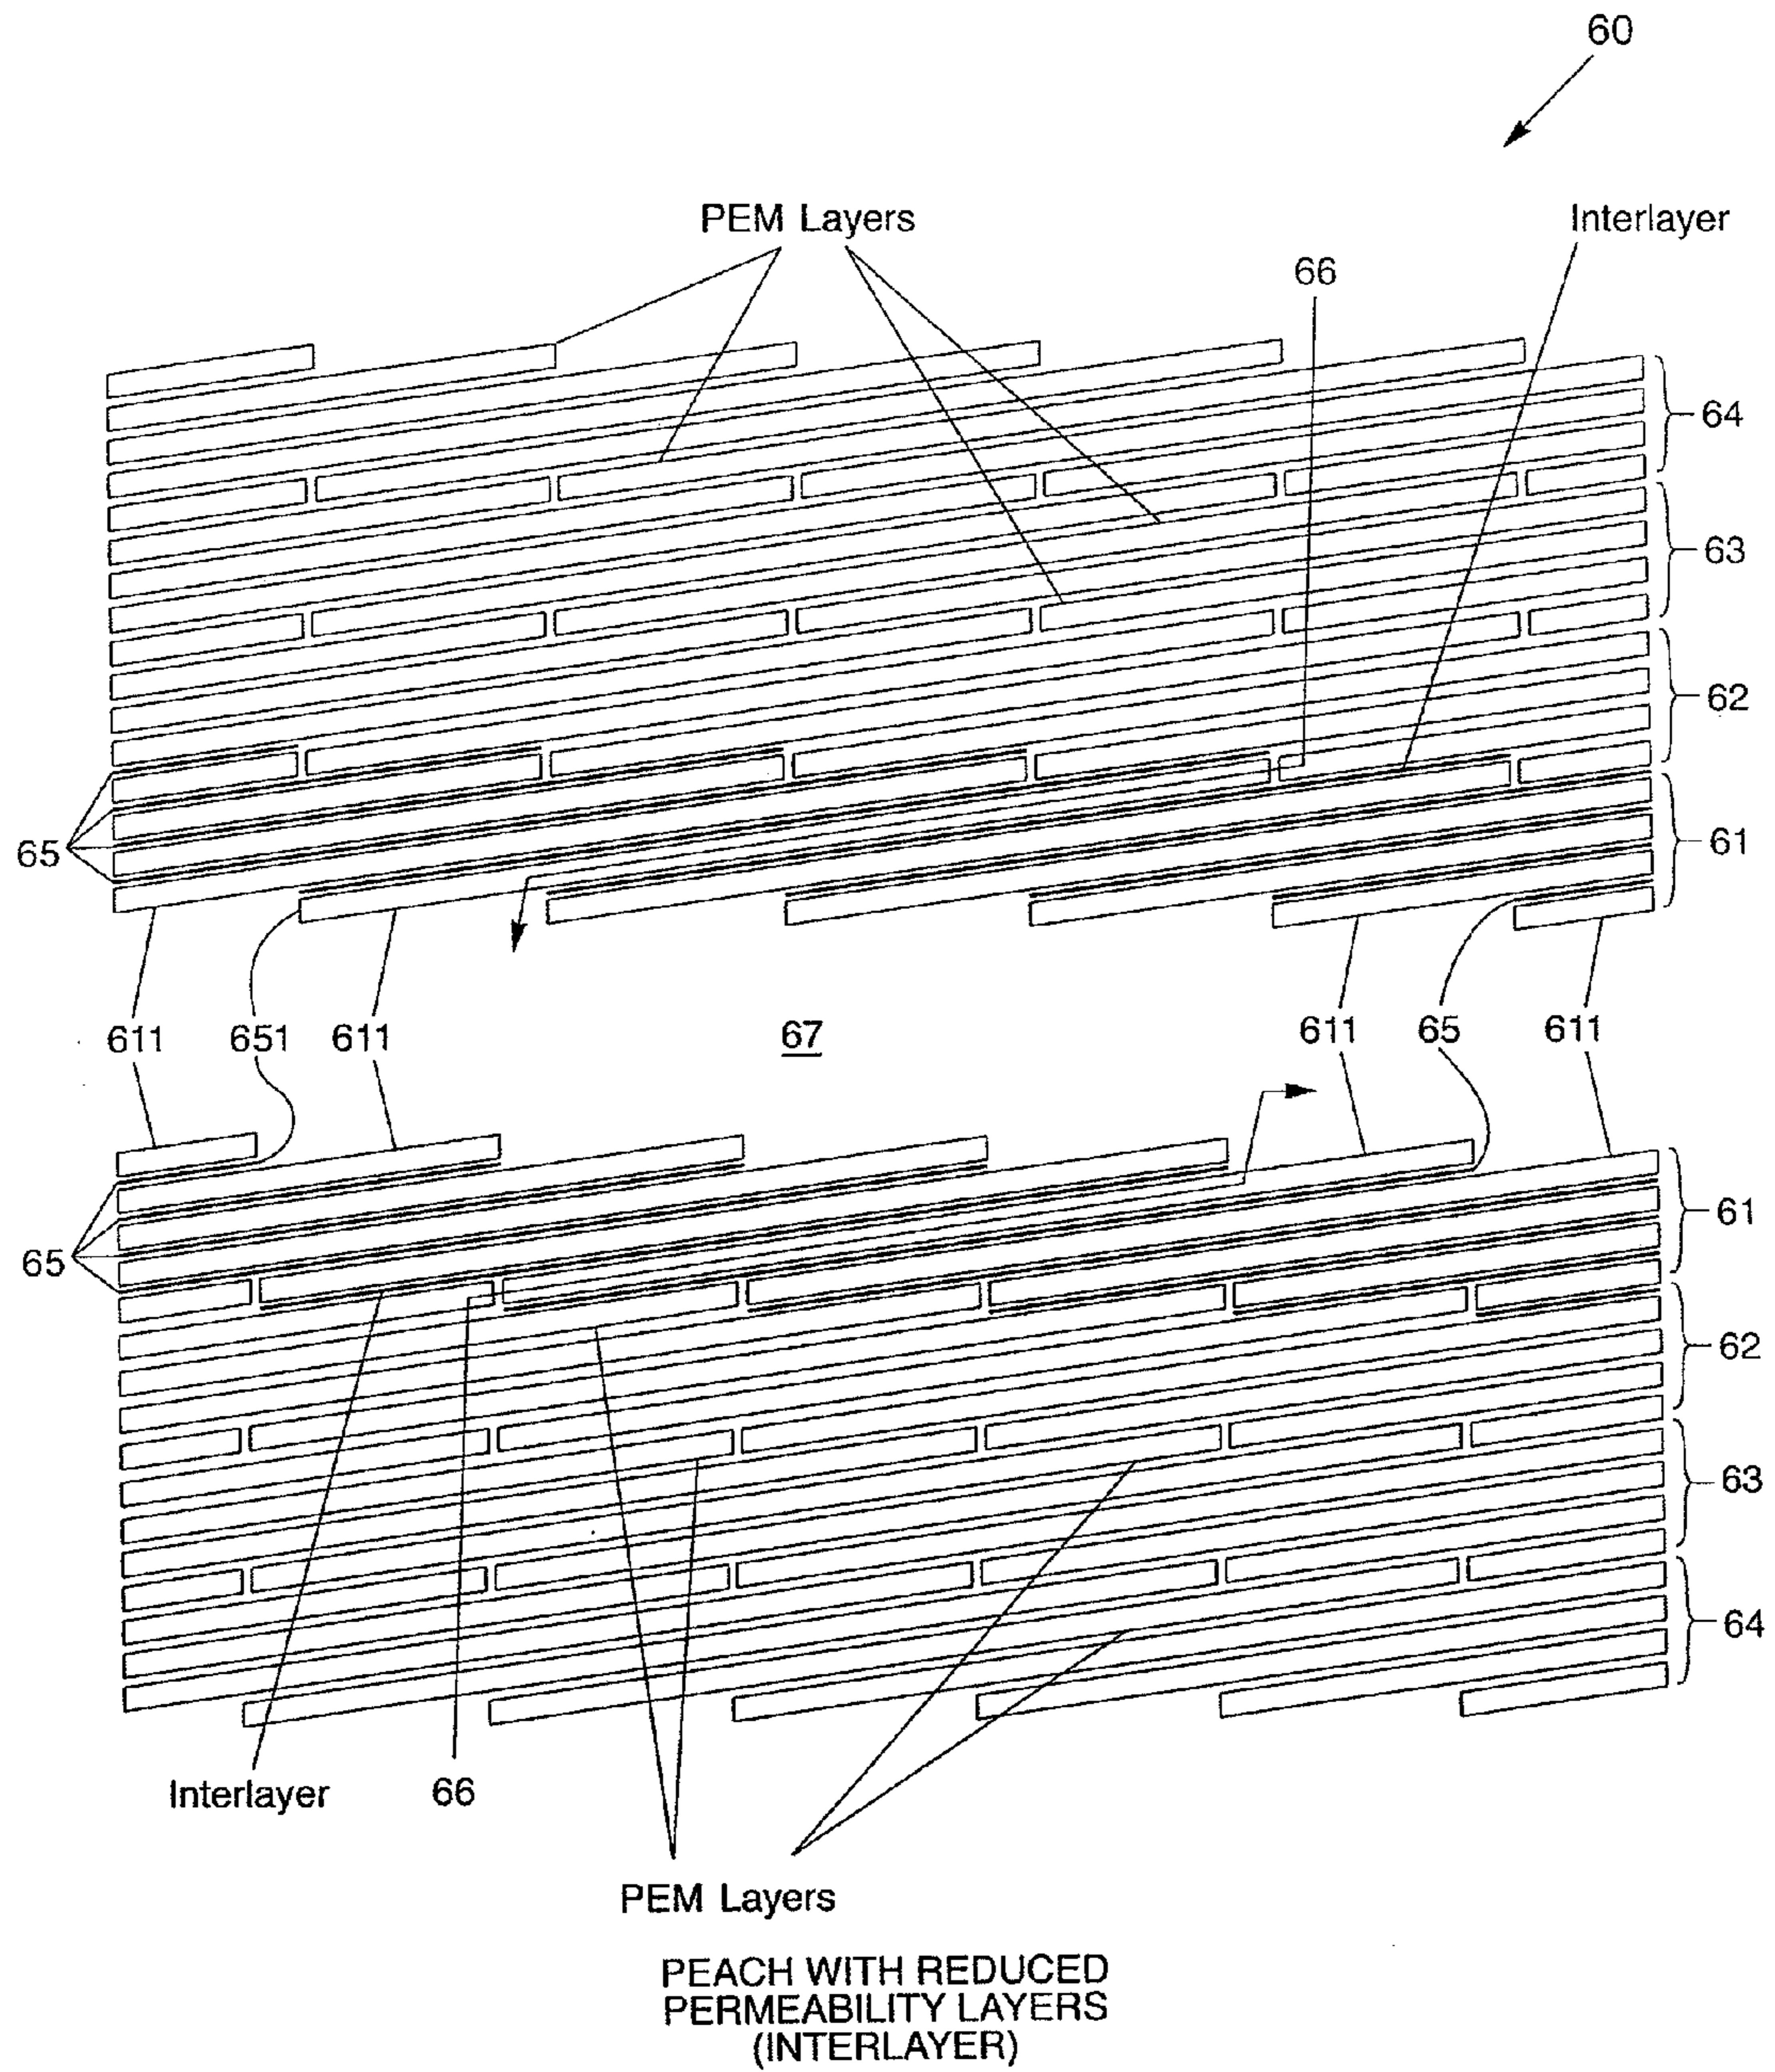 60
PEM Layers
Interlayer
66
64
63
62
65
61
611
651
611
67
611
65
611
65
61
62
63
64
Interlayer
66
PEM Layers
PEACH WITH REDUCED
PERMEABILITY LAYERS
(INTERLAYER)